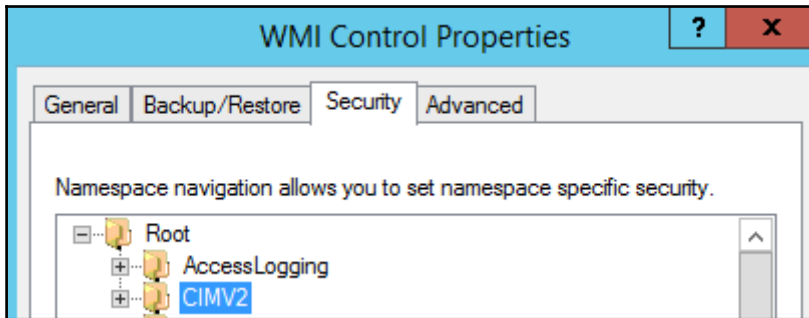 WMI Control Properties
? x
General Backup/Restore Security Advanced
Namespace navigation allows you to set namespace specific security.
Root
AccessLogging
CIMV2